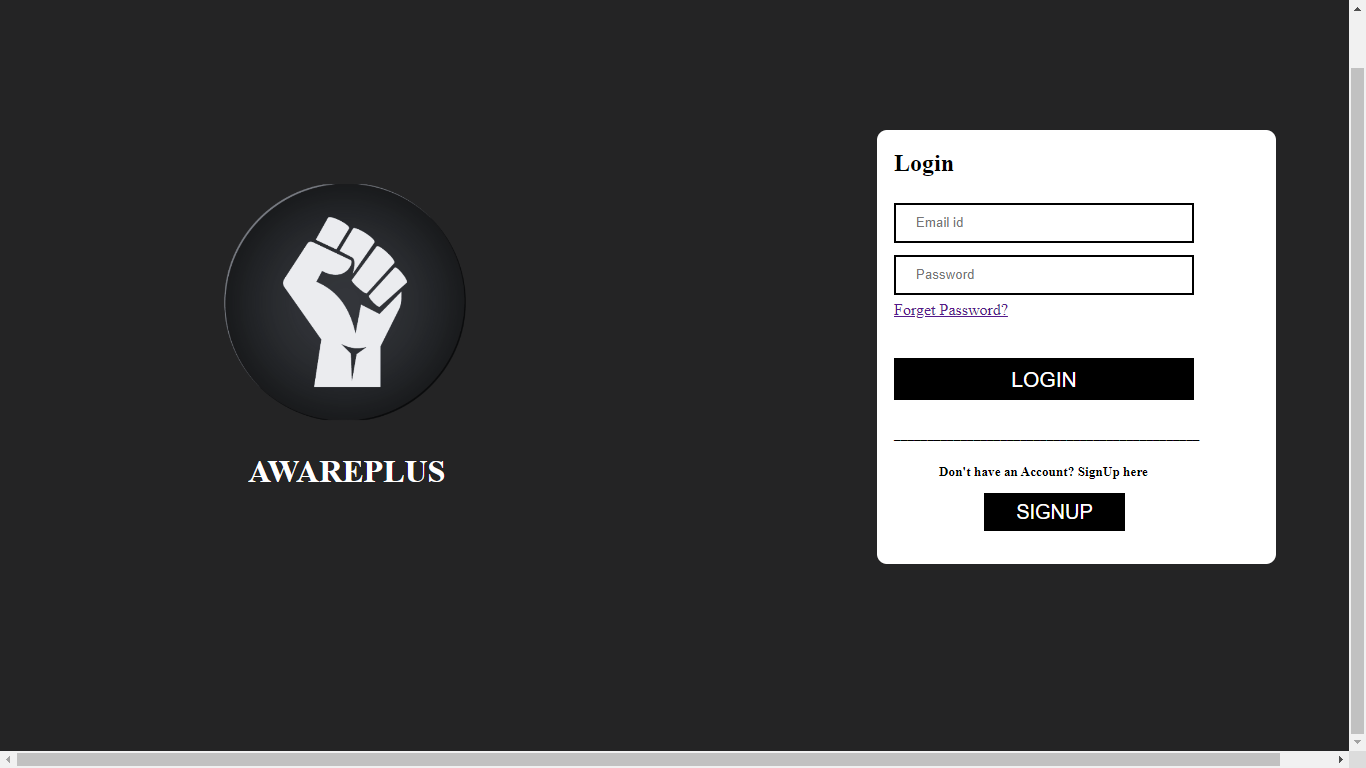 AWAREPLUS
Login
Email id
Password
Forget Password?
LOGIN
Don't have an Account? SignUp here
SIGNUP